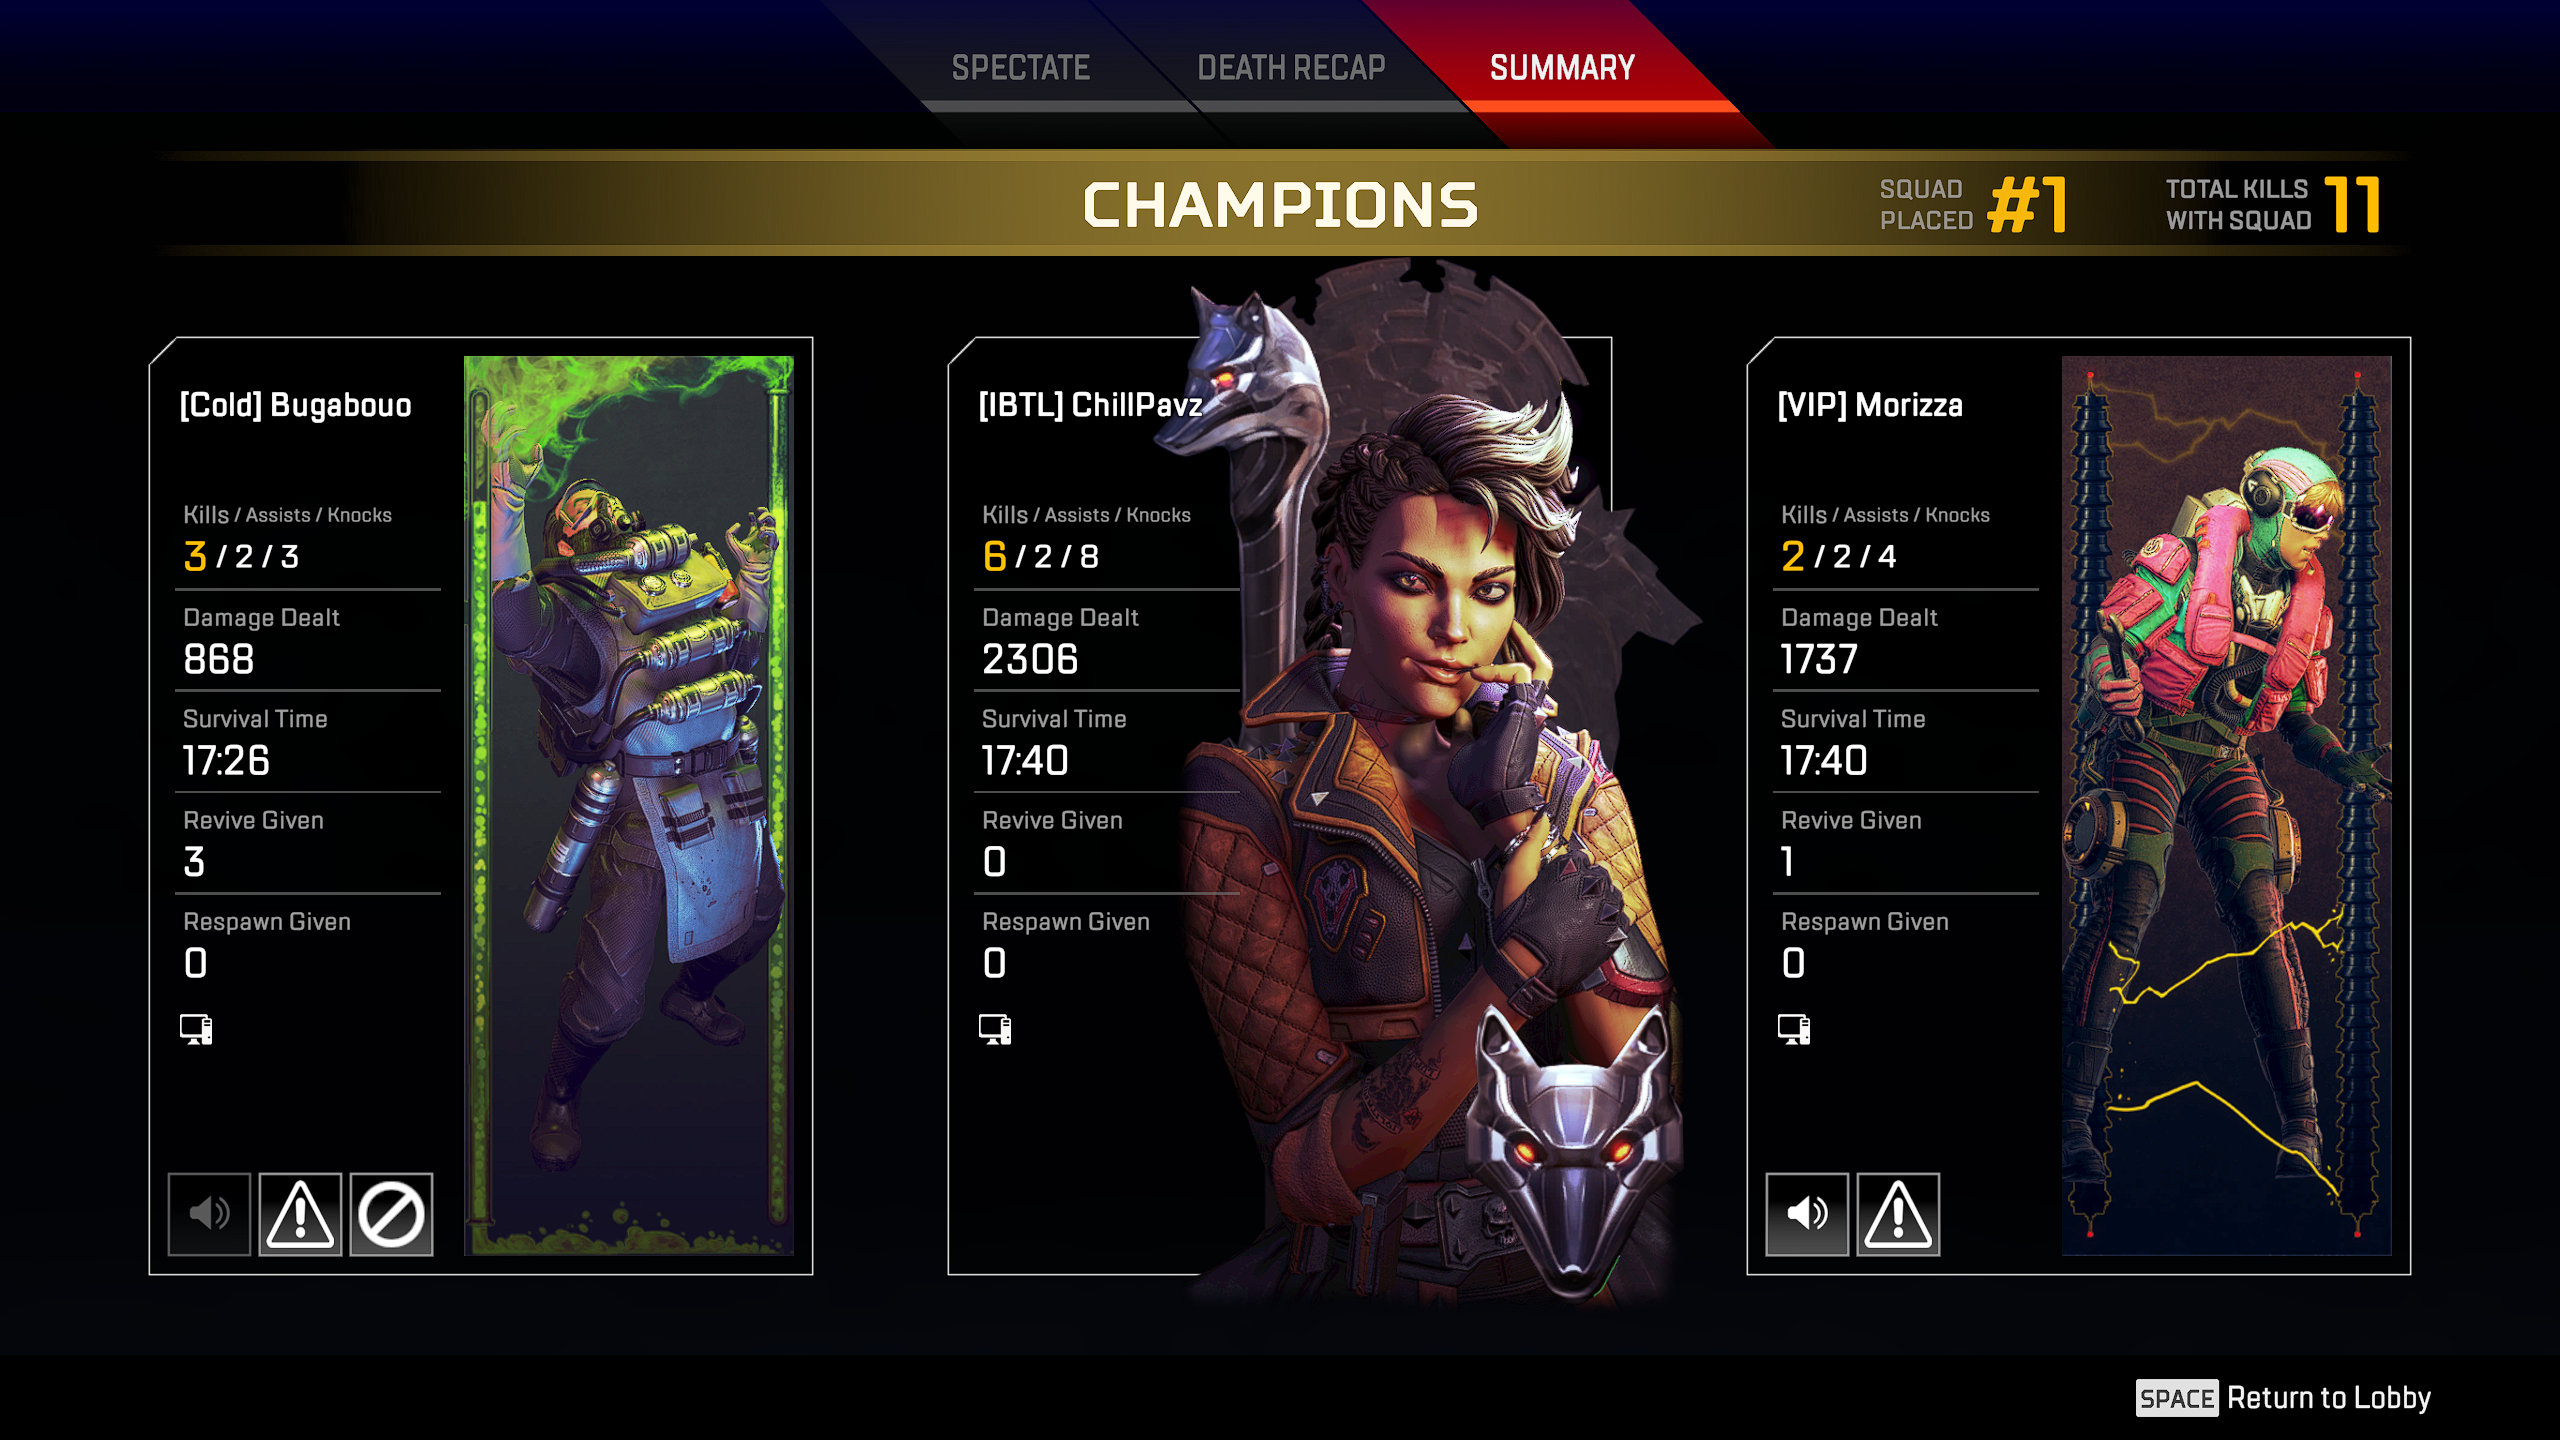 SPECTATE
DEATH RECAP
SUMMARY
CHAMPIONS
SQUAD
PLACED
#1
TOTAL KILLS
WITH SQUAD
11
[Cold] Bugabouo
Kills / Assists / Knocks
3 / 2 / 3
Damage Dealt
868
Survival Time
17:26
Revive Given
3
Respawn Given
0
[IBTL] ChillPavz
Kills / Assists / Knocks
6 / 2 / 8
Damage Dealt
2306
Survival Time
17:40
Revive Given
0
Respawn Given
0
[VIP] Morizza
Kills / Assists / Knocks
2 / 2 / 4
Damage Dealt
1737
Survival Time
17:40
Revive Given
1
Respawn Given
0
SPACE Return to Lobby